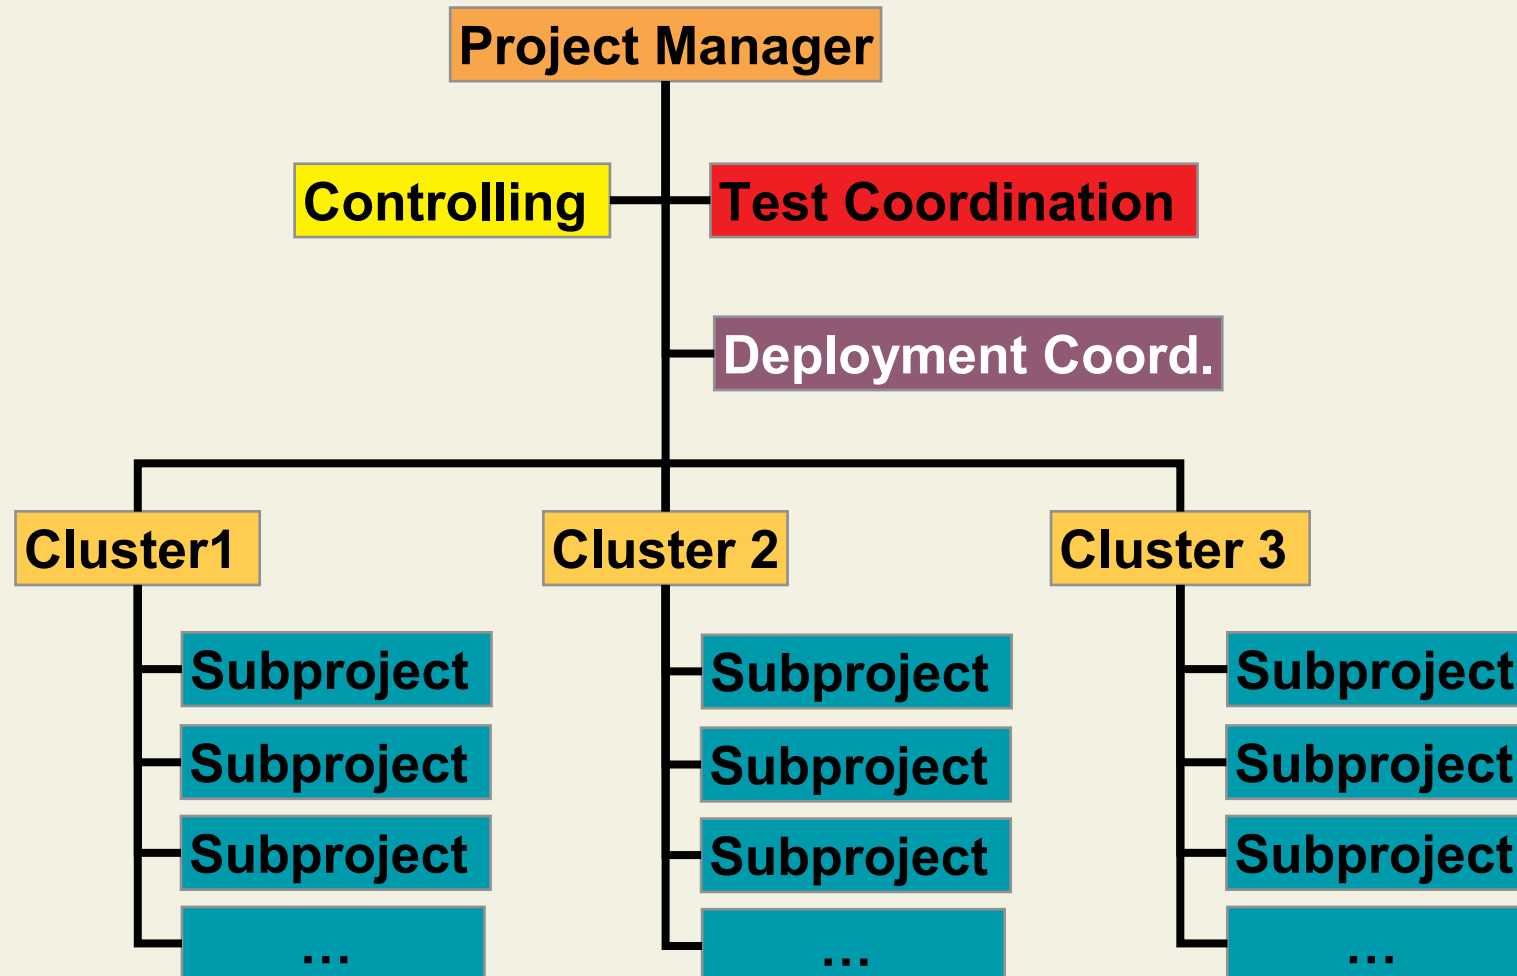 Project Manager
Controlling
Test Coordination
Deployment Coord.
Cluster1
Cluster 2
Cluster 3
Subproject
Subproject
Subproject
...
Subproject
Subproject
Subproject
...
Subproject
Subproject
Subproject
...